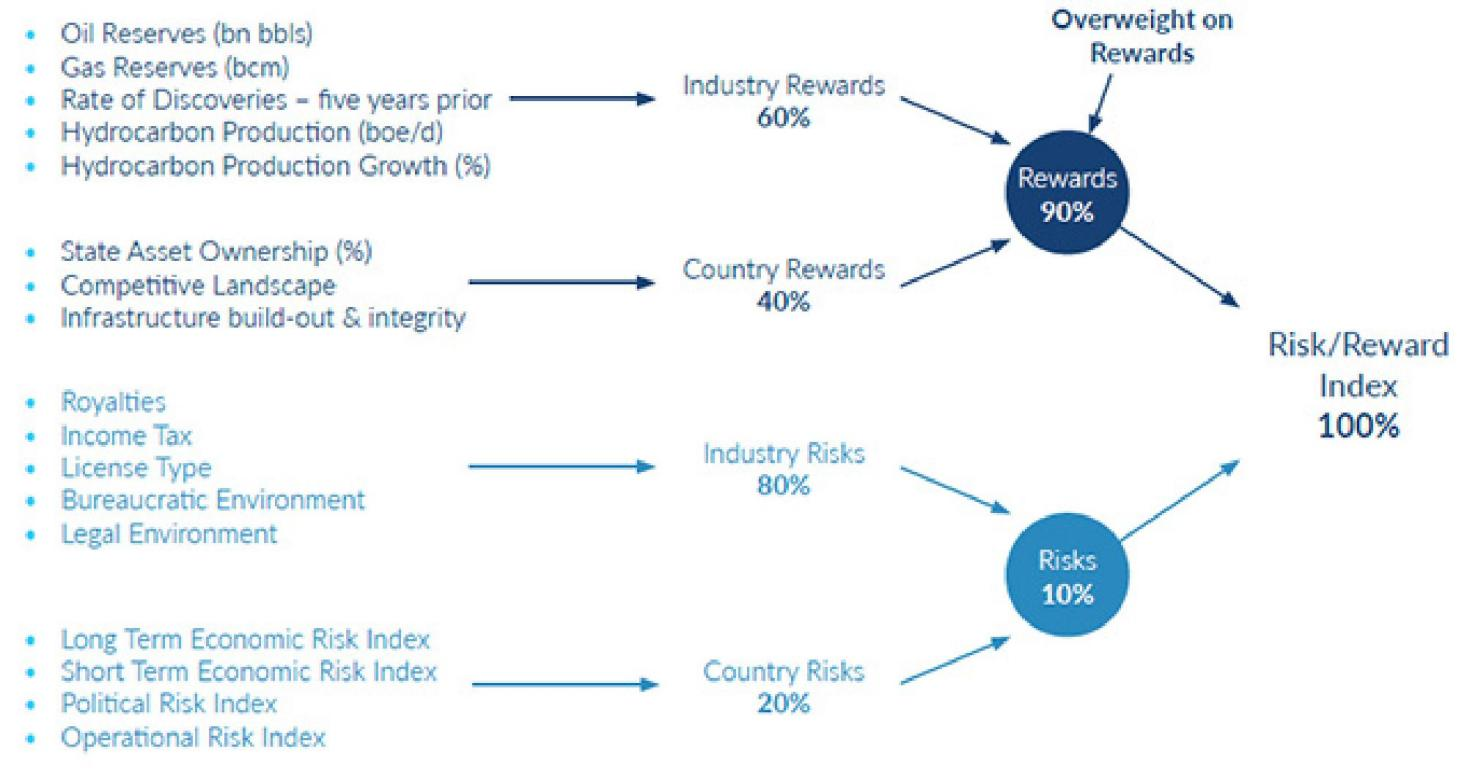 Overweight on
Rewards
• Oil Reserves (bn bbls)
• Gas Reserves (bcm)
• Rate of Discoveries – five years prior
• Hydrocarbon Production (boe/d)
• Hydrocarbon Production Growth (%)
Industry Rewards
60%
Rewards
90%
• State Asset Ownership (%)
• Competitive Landscape
• Infrastructure build-out & integrity
Country Rewards
40%
Risk/Reward
Index
100%
• Royalties
• Income Tax
• License Type
• Bureaucratic Environment
• Legal Environment
Industry Risks
80%
Risks
10%
• Long Term Economic Risk Index
• Short Term Economic Risk Index
• Political Risk Index
• Operational Risk Index
Country Risks
20%